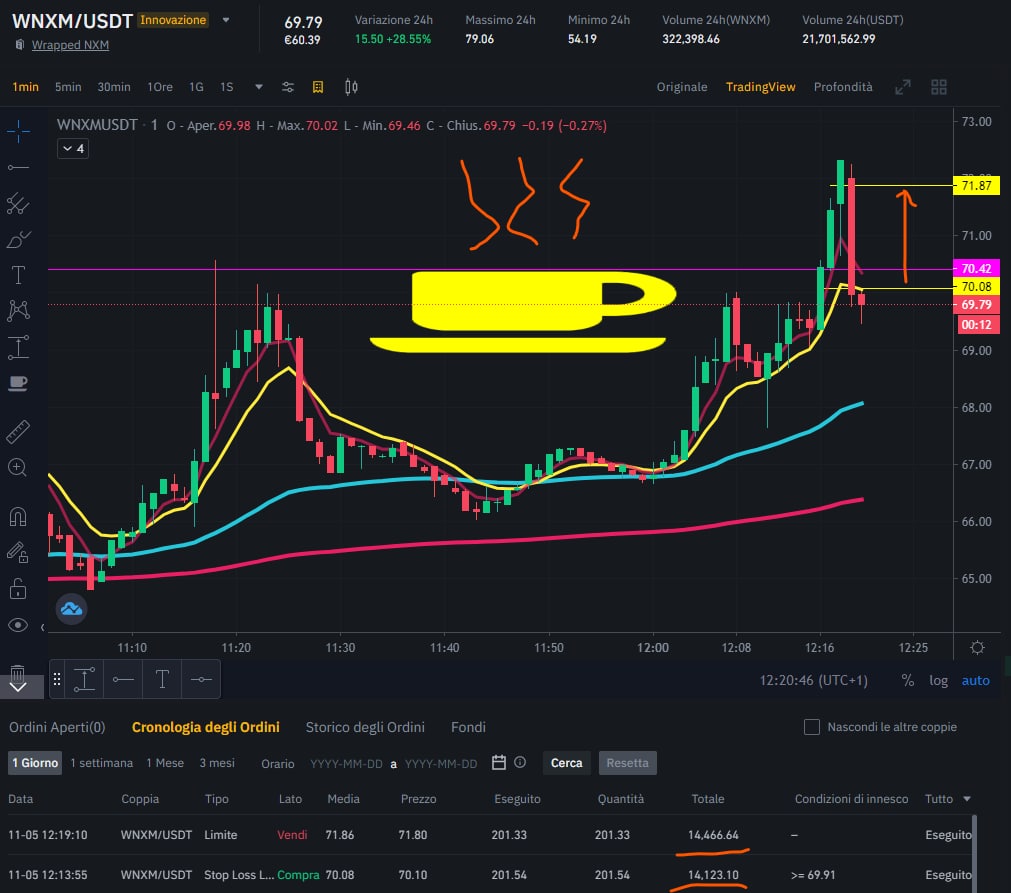 WNXM/USDT Innovazione
Wrapped NXM
69.79
€60.39
Variazione 24h
15.50 +28.55%
Massimo 24h
79.06
Minimo 24h
54.19
Volume 24h(WNXM)
322,398.46
Volume 24h(USDT)
21,701,562.99
1min 5min 30min 1Ore 1G 1S Originale TradingView Profondità
WNXMUSDT · 1 O - Aper.69.98 H - Max.70.02 L - Min.69.46 C - Chius.69.79 −0.19 (−0.27%)
4
73.00
71.87
71.00
70.42
70.08
69.79
00:12
69.00
68.00
67.00
66.00
65.00
11:10 11:20 11:30 11:40 11:50 12:00 12:08 12:16 12:25
12:20:46 (UTC+1) % log auto
Ordini Aperti(0) Cronologia degli Ordini Storico degli Ordini Fondi Nascondi le altre coppie
1 Giorno 1 settimana 1 Mese 3 mesi Orario YYYY-MM-DD a YYYY-MM-DD Cerca Resetta
Data Coppia Tipo Lato Media Prezzo Eseguito Quantità Totale Condizioni di innesco Tutto
11-05 12:19:10 WNXM/USDT Limite Vendi 71.86 71.80 201.33 201.33 14,466.64 – Eseguito
11-05 12:13:55 WNXM/USDT Stop Loss L... Compra 70.08 70.10 201.54 201.54 14,123.10 >= 69.91 Eseguito